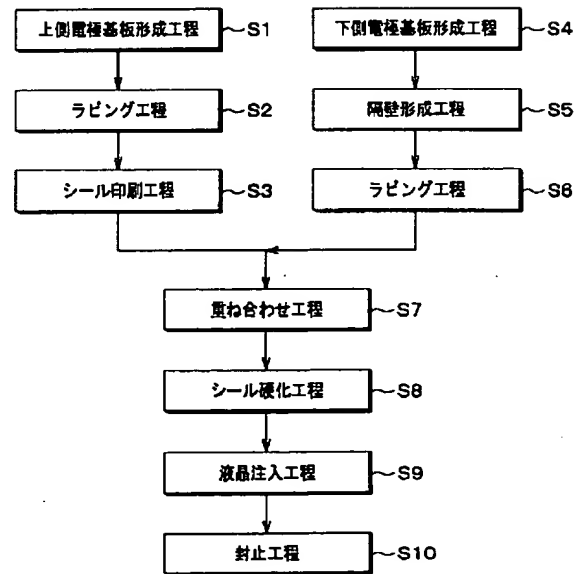 上側電極基板形成工程 S1
下側電極基板形成工程 S4
ラビング工程 S2
隔壁形成工程 S5
シール印刷工程 S3
ラビング工程 S6
重ね合わせ工程 S7
シール硬化工程 S8
液晶注入工程 S9
封止工程 S10